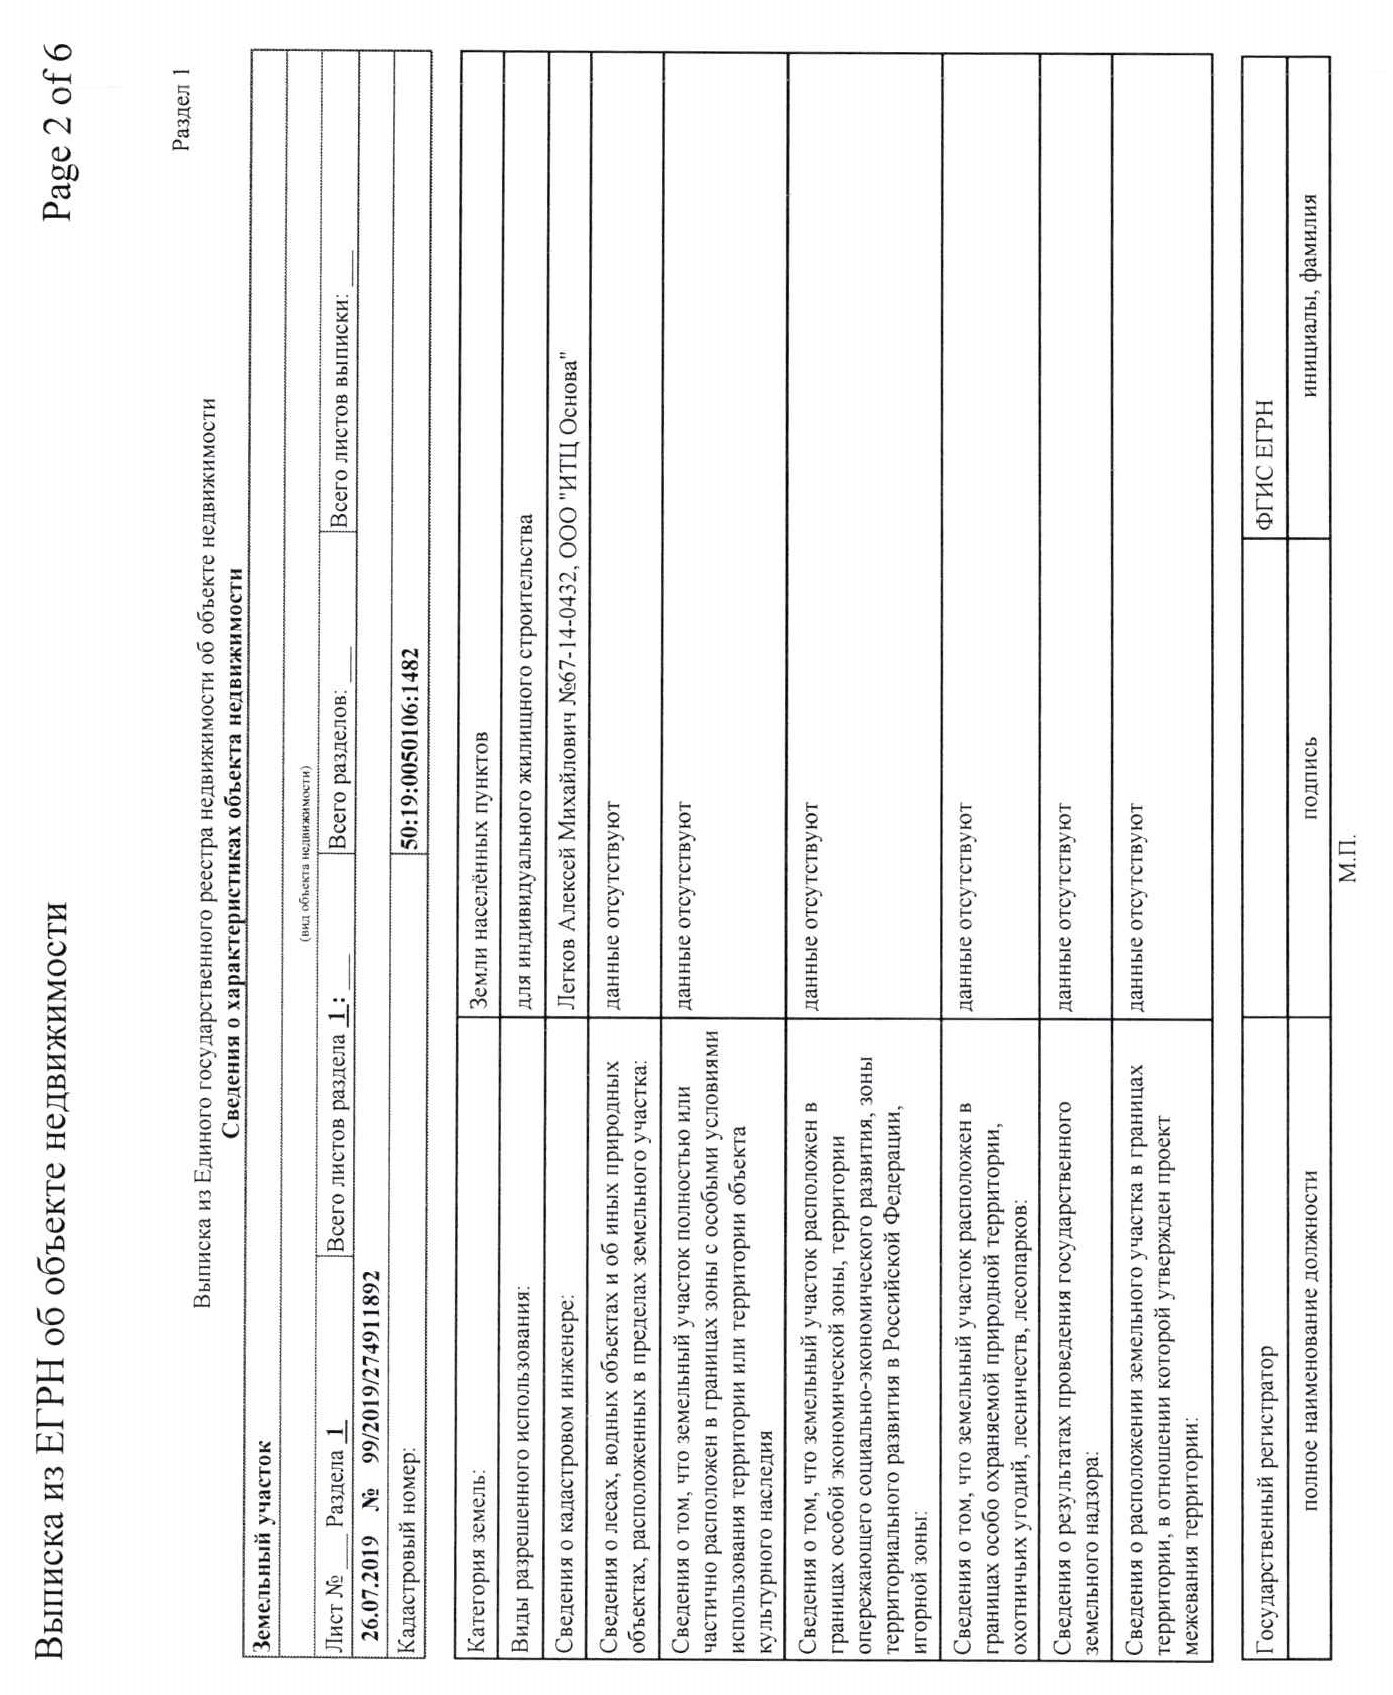 Выписка из ЕГРН об объекте недвижимости Page 2 of 6
Раздел 1
Выписка из Единого государственного реестра недвижимости об объекте недвижимости
Сведения о характеристиках объекта недвижимости
Земельный участок
(вид объекта недвижимости)
Лист № ___ Раздела 1 Всего листов раздела 1 : ___ Всего разделов: ___ Всего листов выписки: ___
26.07.2019 № 99/2019/274911892
Кадастровый номер: 50:19:0050106:1482
Категория земель: Земли населённых пунктов
Виды разрешенного использования: для индивидуального жилищного строительства
Сведения о кадастровом инженере: Легков Алексей Михайлович №67-14-0432, ООО "ИТЦ Основа"
Сведения о лесах, водных объектах и об иных природных
объектах, расположенных в пределах земельного участка:
данные отсутствуют
Сведения о том, что земельный участок полностью или
частично расположен в границах зоны с особыми условиями
использования территории или территории объекта
культурного наследия
данные отсутствуют
Сведения о том, что земельный участок расположен в
границах особой экономической зоны, территории
опережающего социально-экономического развития, зоны
территориального развития в Российской Федерации,
игорной зоны:
данные отсутствуют
Сведения о том, что земельный участок расположен в
границах особо охраняемой природной территории,
охотничьих угодий, лесничеств, лесопарков:
данные отсутствуют
Сведения о результатах проведения государственного
земельного надзора:
данные отсутствуют
Сведения о расположении земельного участка в границах
территории, в отношении которой утвержден проект
межевания территории:
данные отсутствуют
Государственный регистратор ФГИС ЕГРН
полное наименование должности подпись инициалы, фамилия
М.П.